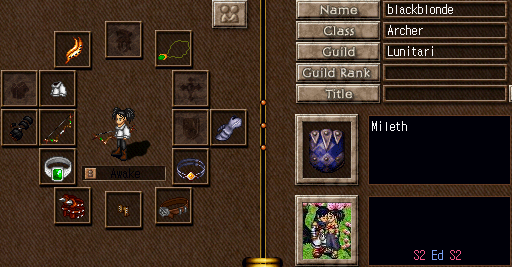 Name blackblonde
Class Archer
Guild Lunitari
Guild Rank
Title
Mileth
Awake
S2 Ed S2